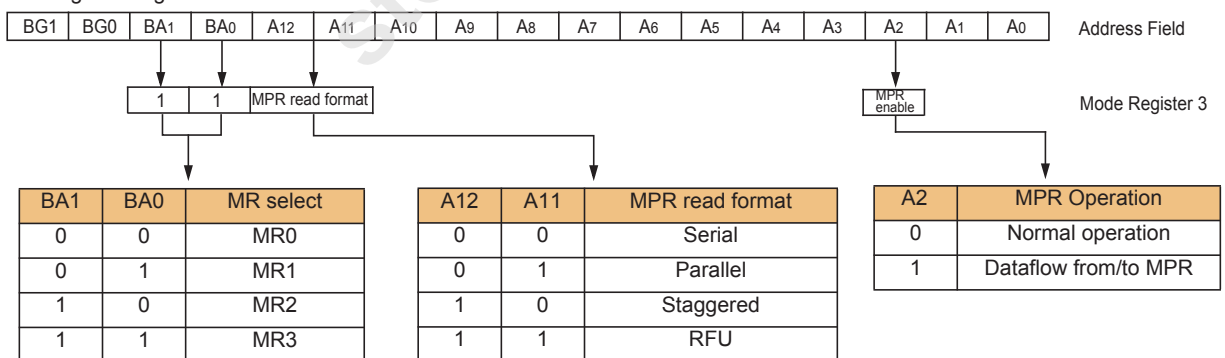 BG1 BG0 BA1 BA0 A12 A11 A10 A9 A8 A7 A6 A5 A4 A3 A2 A1 A0 Address Field
1 1 MPR read format MPR enable Mode Register 3
BA1 BA0 MR select
0 0 MR0
0 1 MR1
1 0 MR2
1 1 MR3
A12 A11 MPR read format
0 0 Serial
0 1 Parallel
1 0 Staggered
1 1 RFU
A2 MPR Operation
0 Normal operation
1 Dataflow from/to MPR